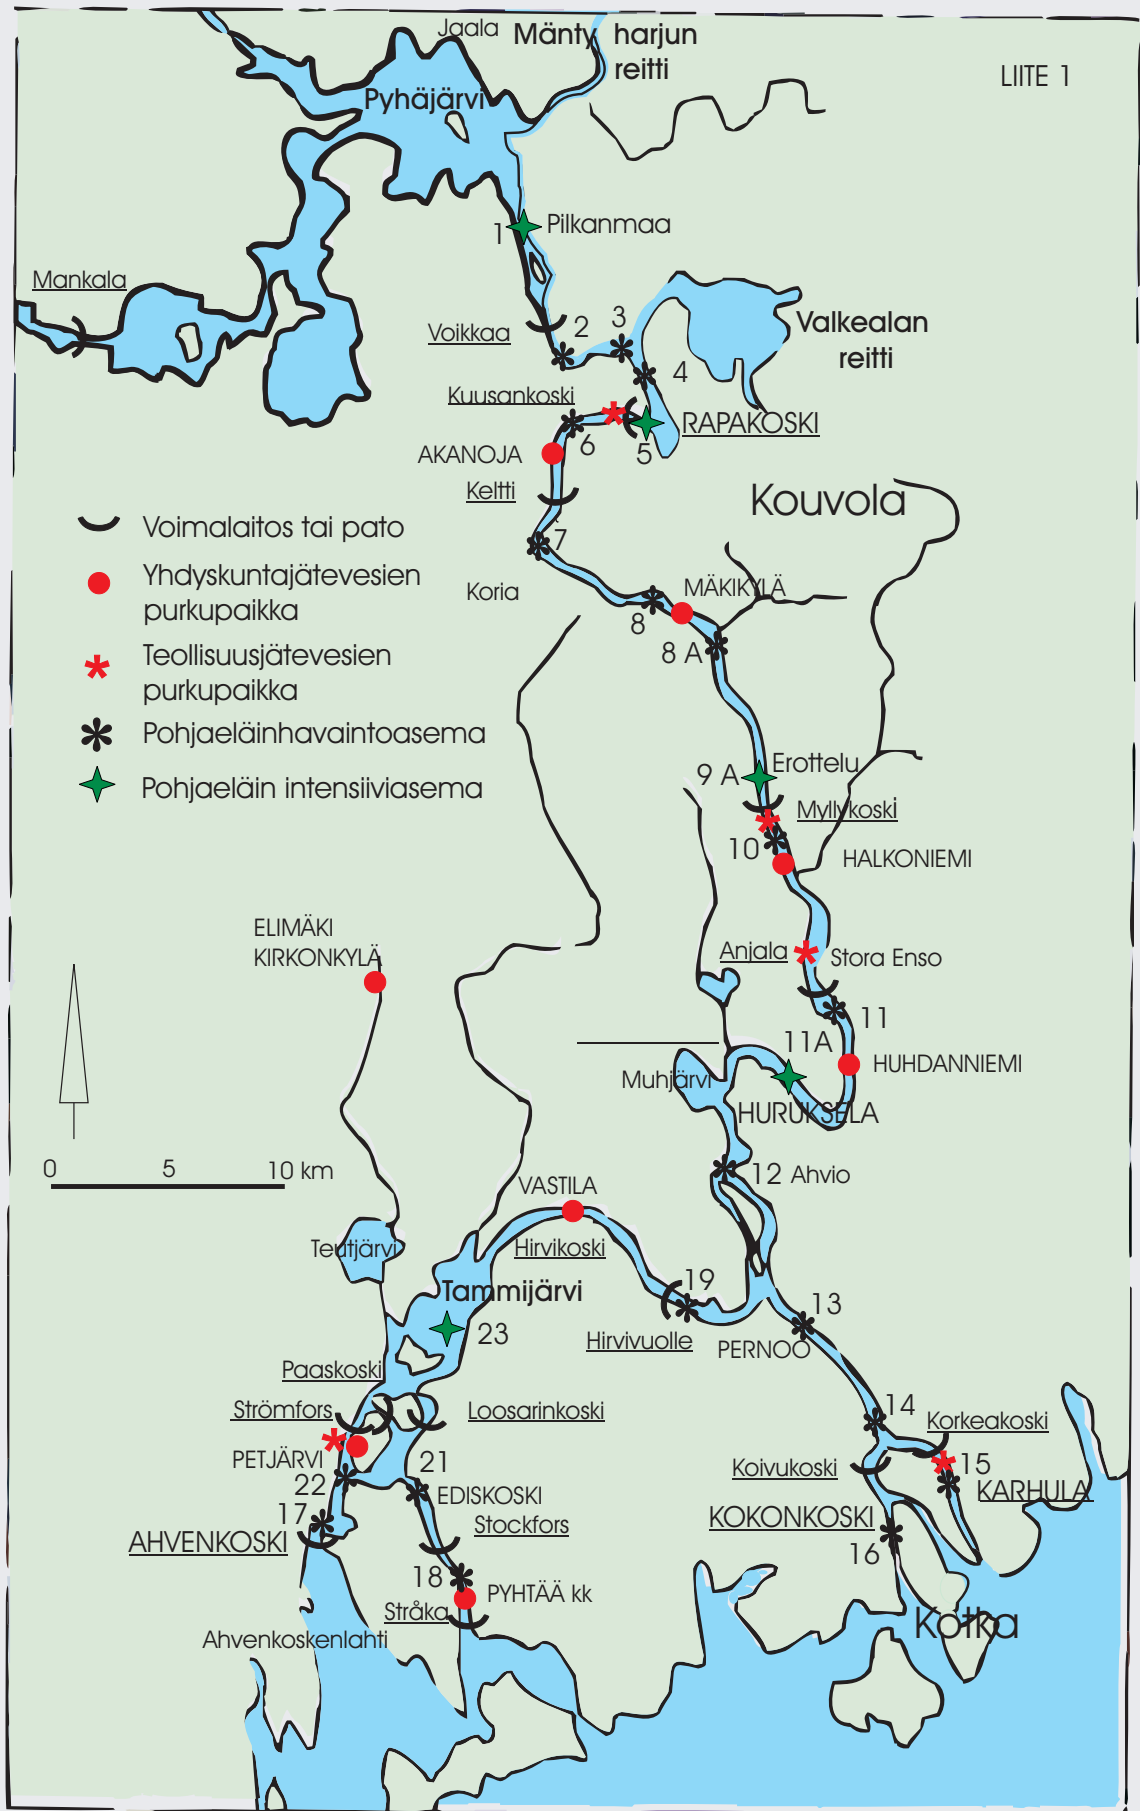 Jaala
Mänty harjun
reitti
LIITE 1
Pyhäjärvi
1
Pilkanmaa
Mankala
Voikkaa
2
3
Valkealan
reitti
4
Kuusankoski
RAPAKOSKI
6
5
AKANOJA
Keltti
Kouvola
7
Voimalaitos tai pato
Yhdyskuntajätevesien
purkupaikka
Teollisuusjätevesien
purkupaikka
Pohjaeläinhavaintoasema
Pohjaeläin intensiiviasema
Koria
MÄKIKYLÄ
8
8 A
9 A
Erottelu
Myllykoski
10
HALKONIEMI
ELIMÄKI
KIRKONKYLÄ
Anjala
Stora Enso
11
11A
HUHDANNIEMI
Muhjärvi
HURUKSELA
0
5
10 km
12 Ahvio
VASTILA
Teutjärvi
Hirvikoski
Tammijärvi
19
13
23
Hirvivuolle
PERNOO
Paaskoski
Strömfors
Loosarinkoski
14
Korkeakoski
PETJÄRVI
21
Koivukoski
15
22
EDISKOSKI
KARHULA
17
Stockfors
KOKONKOSKI
AHVENKOSKI
16
18
PYHTÄÄ kk
Stråka
Kotka
Ahvenkoskenlahti